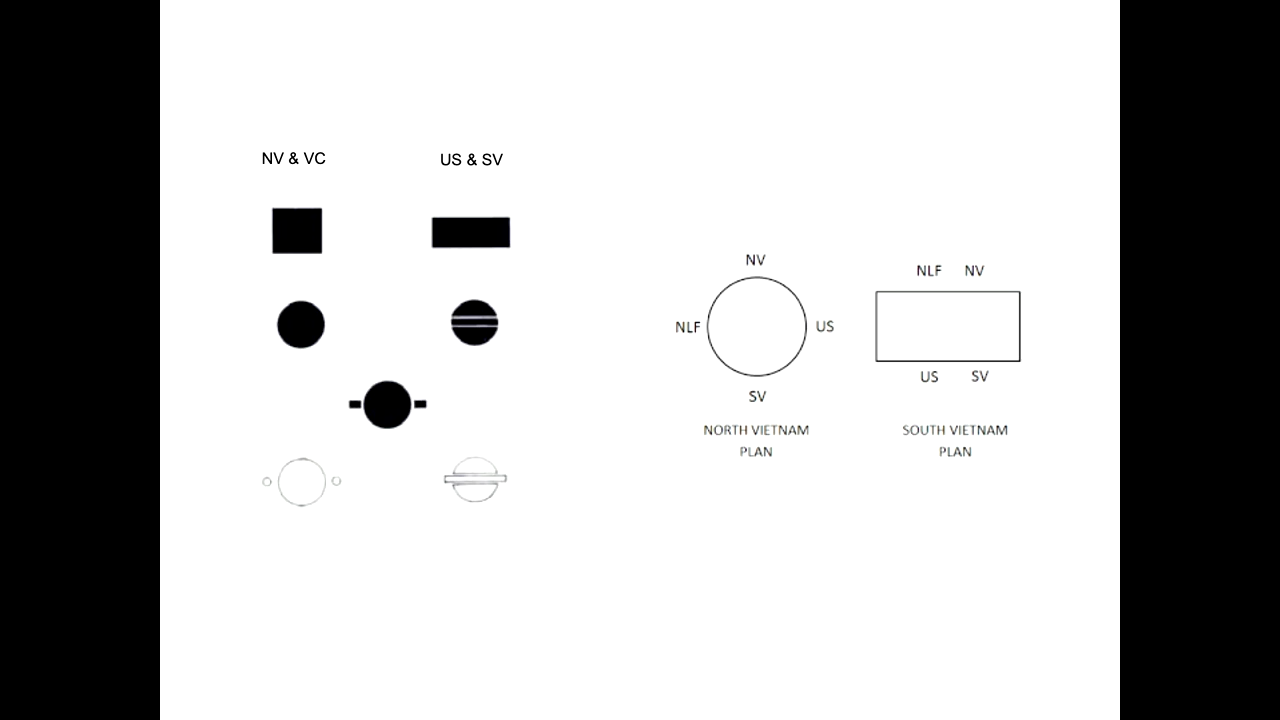 NV & VC
US & SV
NV
NLF
US
SV
NORTH VIETNAM
PLAN
NLF NV
US SV
SOUTH VIETNAM
PLAN